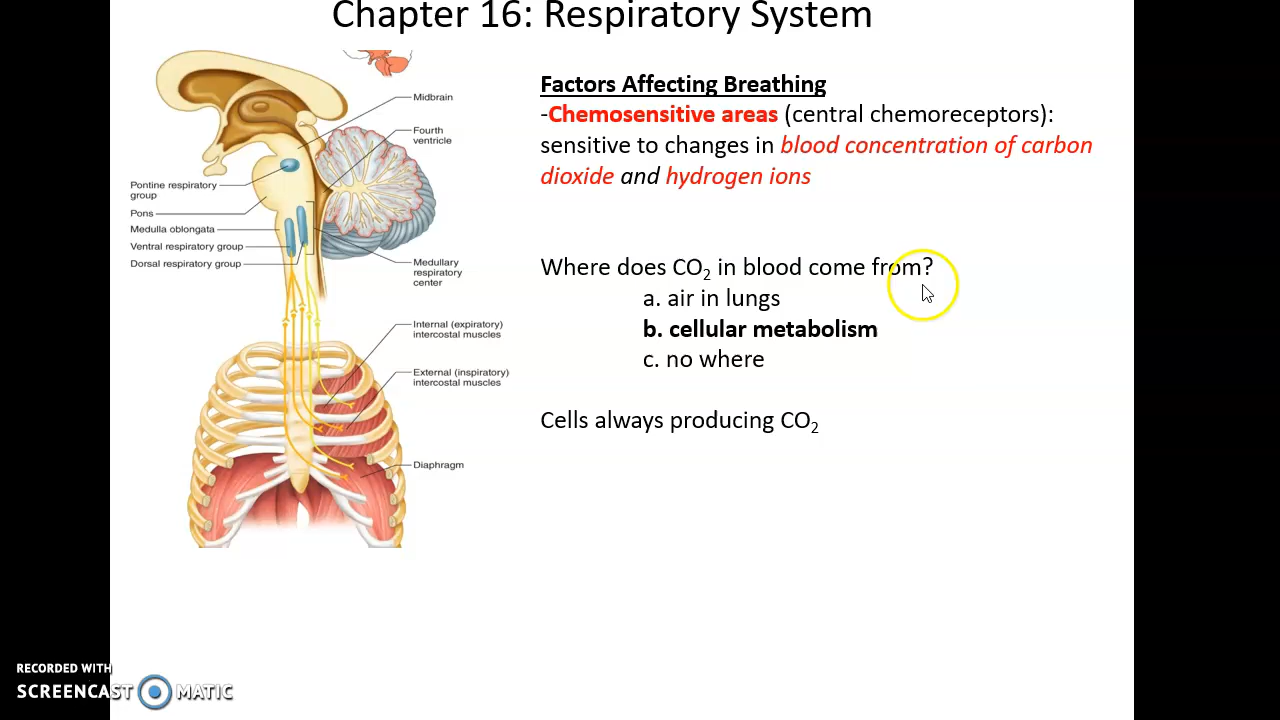 Chapter 16: Respiratory System
Midbrain
Fourth
ventricle
Pontine respiratory
group
Pons
Medulla oblongata
Ventral respiratory group
Dorsal respiratory group
Medullary
respiratory
center
Internal (expiratory)
intercostal muscles
External (inspiratory)
intercostal muscles
Diaphragm
Factors Affecting Breathing
-Chemosensitive areas (central chemoreceptors):
sensitive to changes in blood concentration of carbon
dioxide and hydrogen ions
Where does CO₂ in blood come from?
a. air in lungs
b. cellular metabolism
c. no where
Cells always producing CO₂
RECORDED WITH
SCREENCAST MATIC